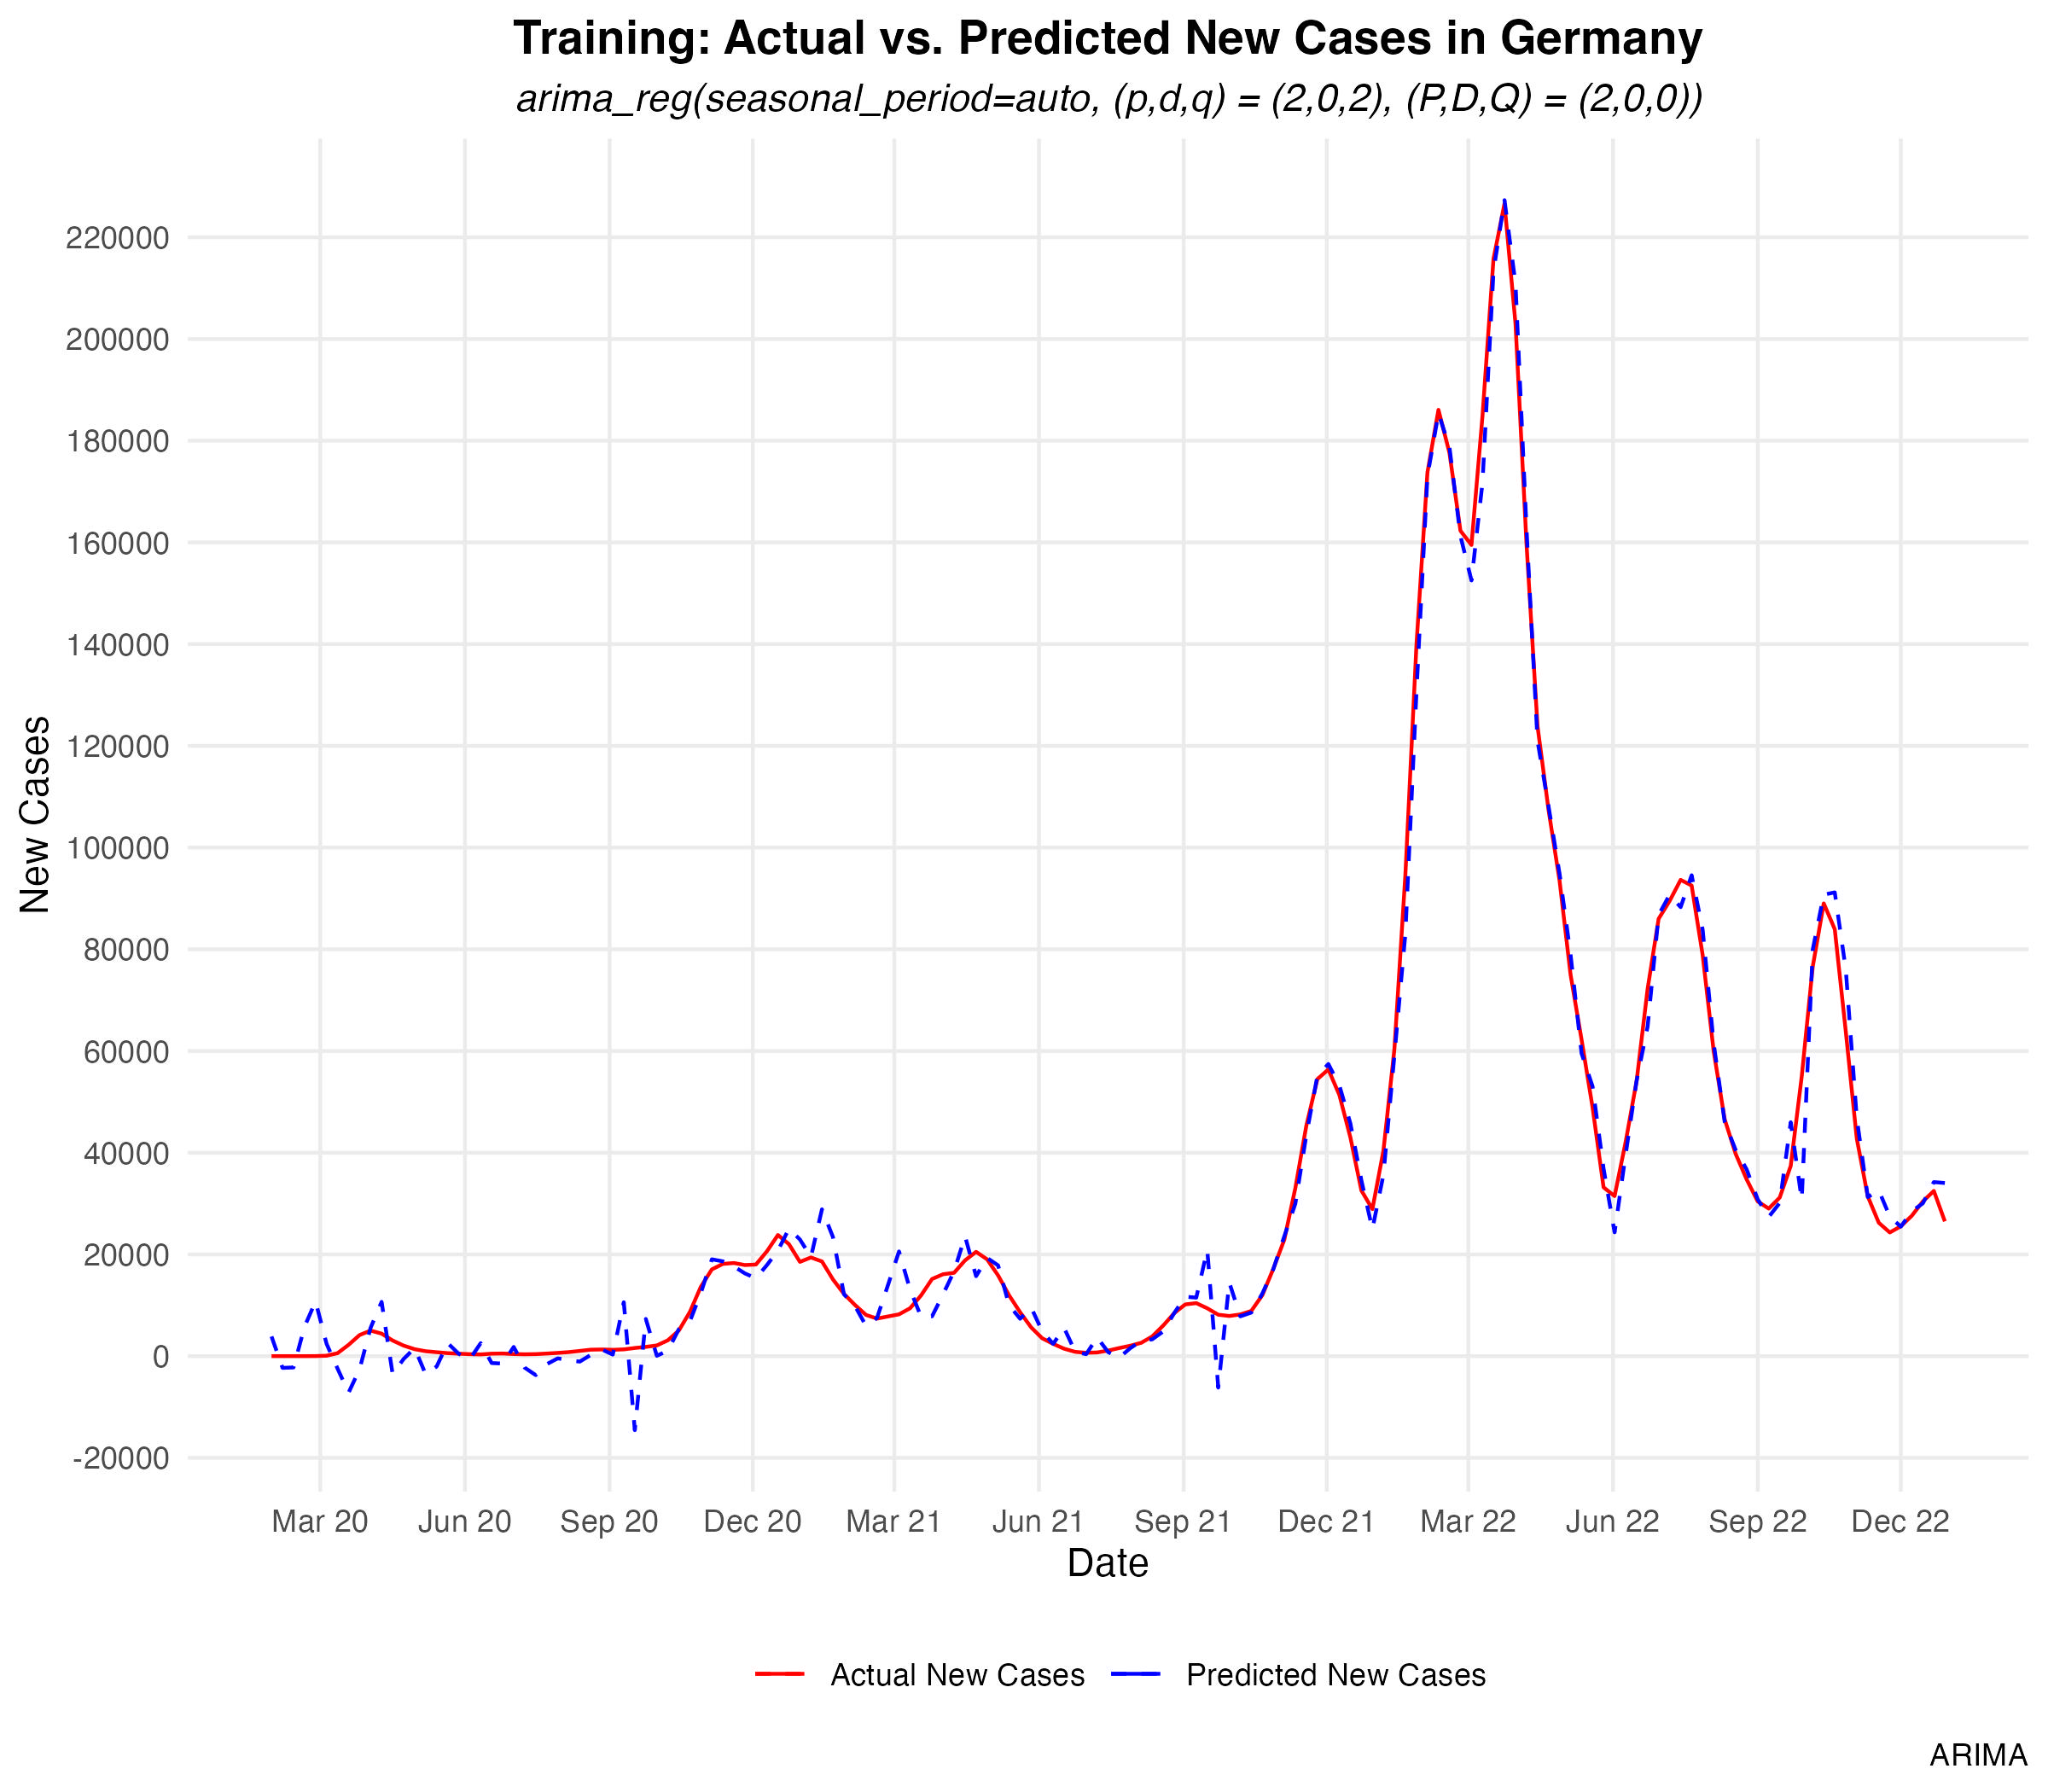 Training: Actual vs. Predicted New Cases in Germany
arima_reg(seasonal_period=auto, (p,d,q) = (2,0,2), (P,D,Q) = (2,0,0))
New Cases
220000
200000
180000
160000
140000
120000
100000
80000
60000
40000
20000
0
-20000
Mar 20 Jun 20 Sep 20 Dec 20 Mar 21 Jun 21 Sep 21 Dec 21 Mar 22 Jun 22 Sep 22 Dec 22
Date
Actual New Cases Predicted New Cases
ARIMA